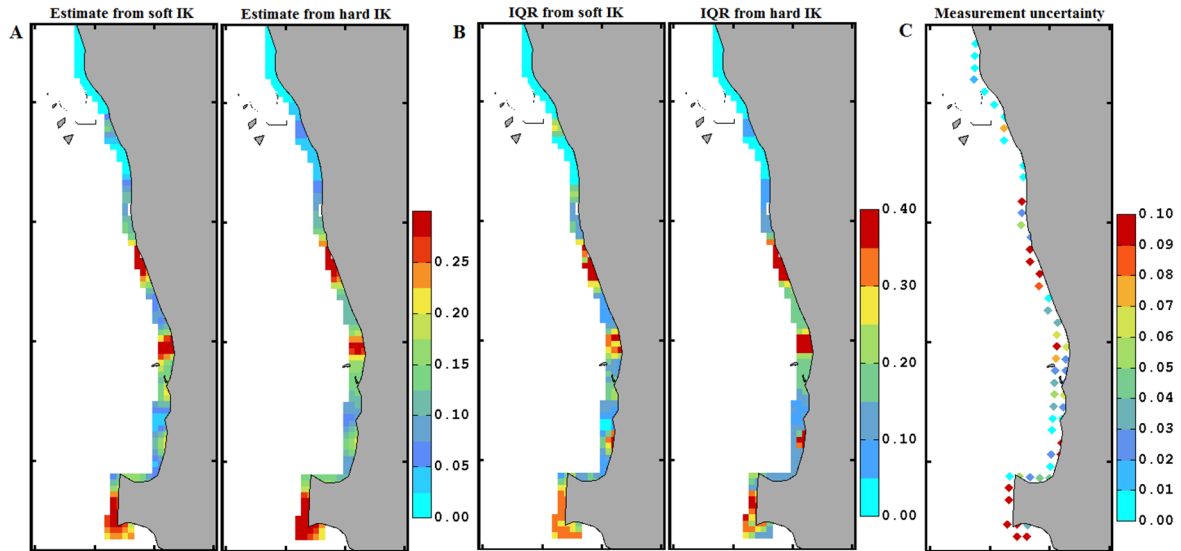 Estimate from soft IK
Estimate from hard IK
IQR from soft IK
IQR from hard IK
Measurement uncertainty
A
B
C
0.25
0.20
0.15
0.10
0.05
0.00
0.40
0.30
0.20
0.10
0.00
0.10
0.09
0.08
0.07
0.06
0.05
0.04
0.03
0.02
0.01
0.00